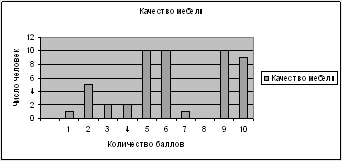 Качество мебели
Число человек
12
10
8
6
4
2
0
1 2 3 4 5 6 7 8 9 10
Количество баллов
Качество мебели